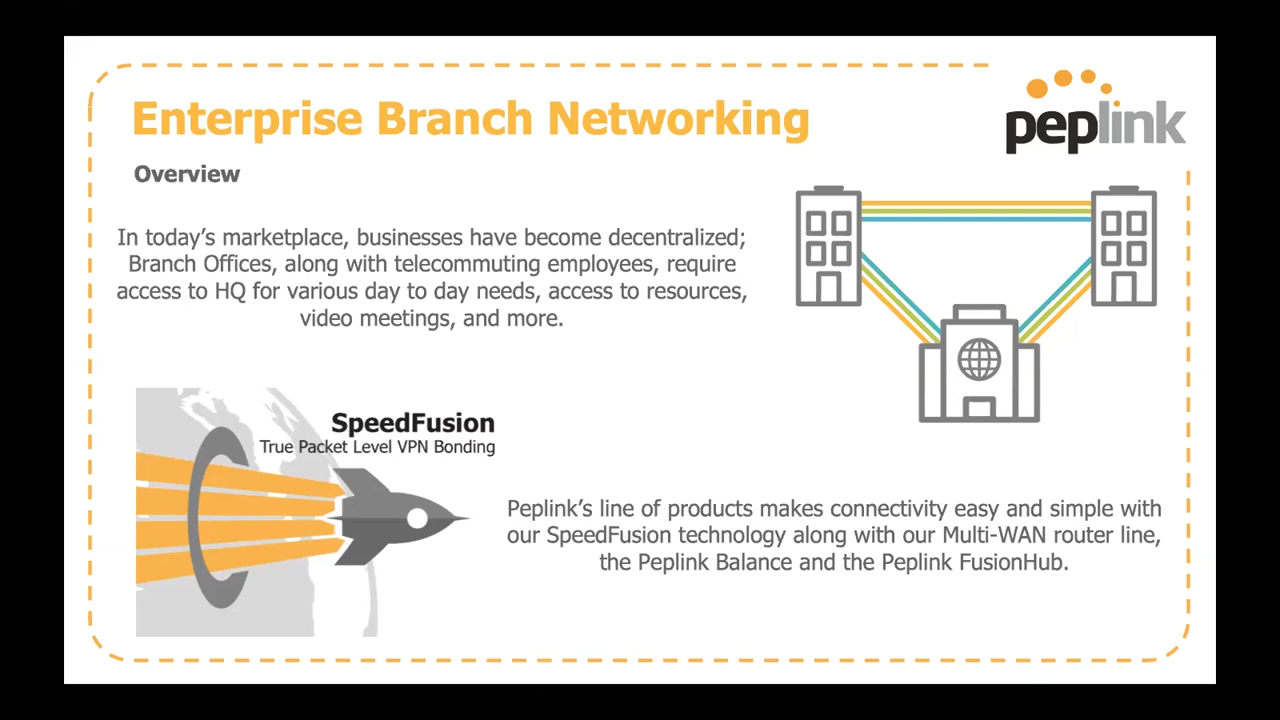 Enterprise Branch Networking
peplink
Overview
In today’s marketplace, businesses have become decentralized;
Branch Offices, along with telecommuting employees, require
access to HQ for various day to day needs, access to resources,
video meetings, and more.
SpeedFusion
True Packet Level VPN Bonding
Peplink’s line of products makes connectivity easy and simple with
our SpeedFusion technology along with our Multi-WAN router line,
the Peplink Balance and the Peplink FusionHub.